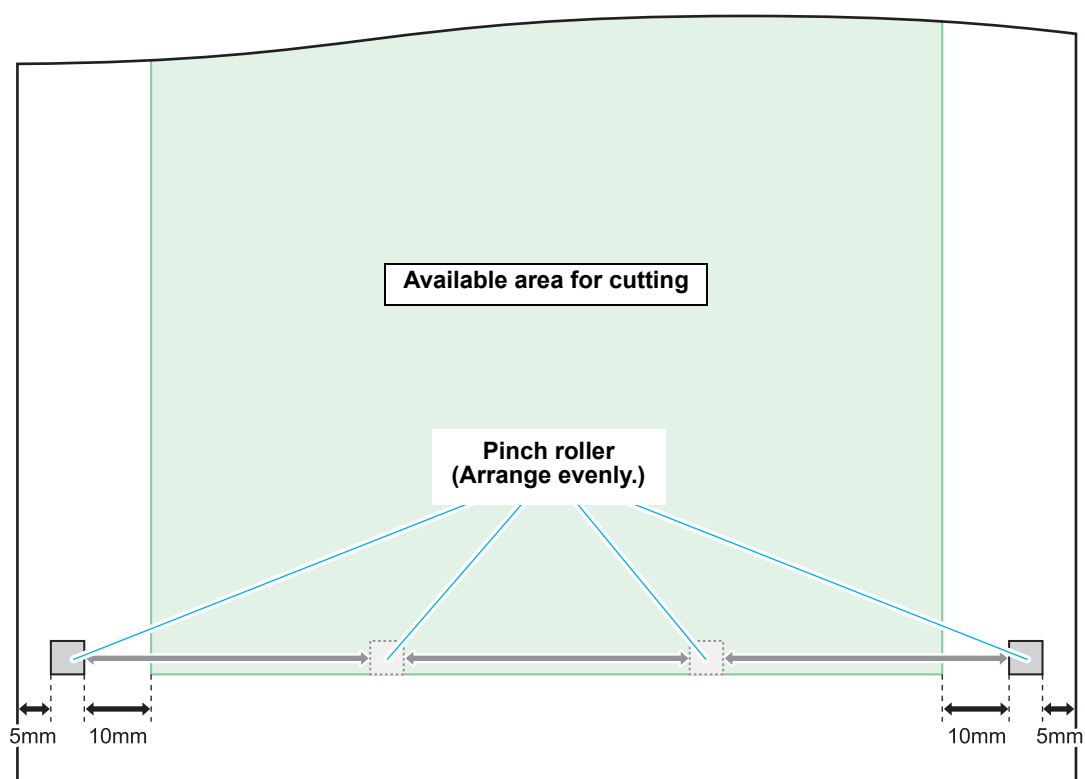 Available area for cutting
Pinch roller
(Arrange evenly.)
5mm
10mm
10mm
5mm